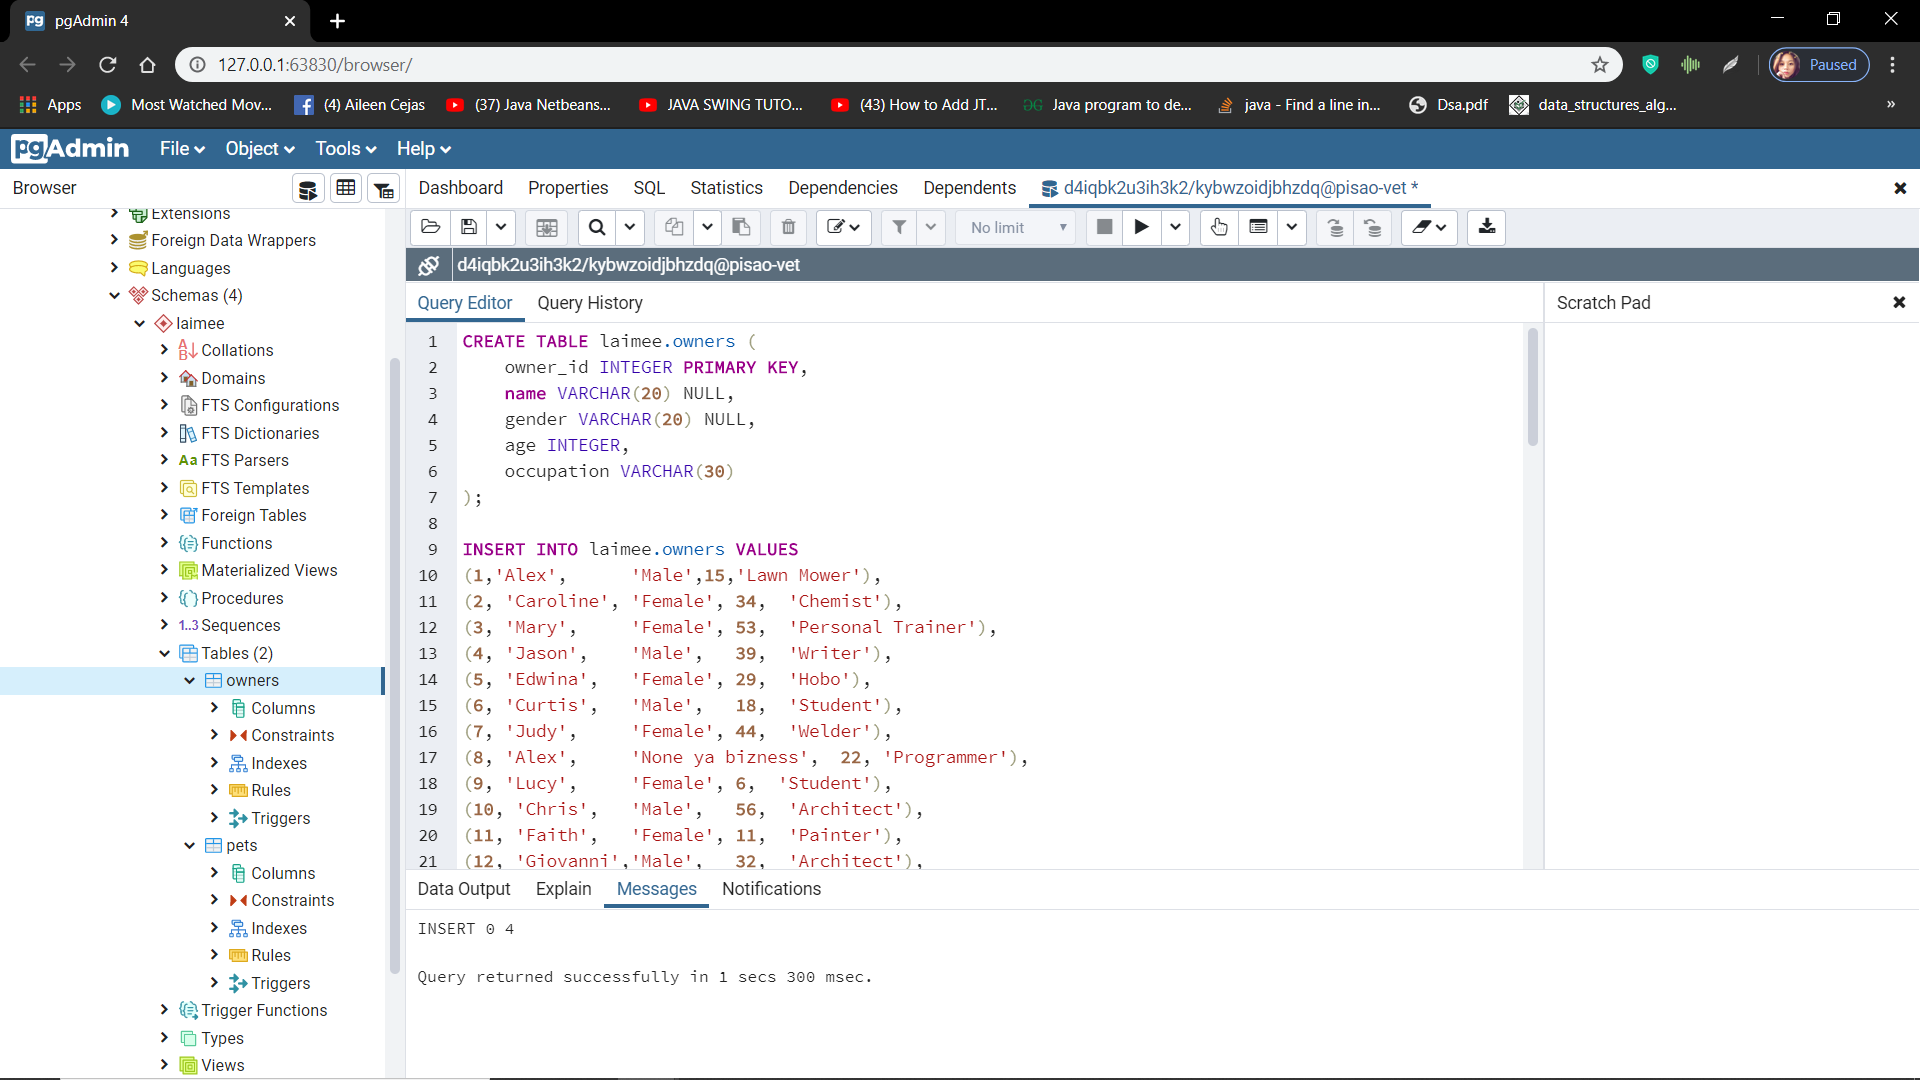 pgAdmin 4
127.0.0.1:63830/browser/
Paused
Apps
Most Watched Mov...
(4) Aileen Cejas
(37) Java Netbeans...
JAVA SWING TUTO...
(43) How to Add JT...
Java program to de...
java - Find a line in...
Dsa.pdf
data_structures_alg...
pgAdmin File Object Tools Help
Browser
Dashboard Properties SQL Statistics Dependencies Dependents d4iqbk2u3ih3k2/kybwzoidjbhzdq@pisao-vet *
No limit
d4iqbk2u3ih3k2/kybwzoidjbhzdq@pisao-vet
Extensions
Foreign Data Wrappers
Languages
Schemas (4)
laimee
Collations
Domains
FTS Configurations
FTS Dictionaries
Aa FTS Parsers
FTS Templates
Foreign Tables
Functions
Materialized Views
Procedures
1..3 Sequences
Tables (2)
owners
Columns
Constraints
Indexes
Rules
Triggers
pets
Columns
Constraints
Indexes
Rules
Triggers
Trigger Functions
Types
Views
Query Editor Query History
Scratch Pad
1 CREATE TABLE laimee.owners (
2 owner_id INTEGER PRIMARY KEY,
3 name VARCHAR(20) NULL,
4 gender VARCHAR(20) NULL,
5 age INTEGER,
6 occupation VARCHAR(30)
7 );
8
9 INSERT INTO laimee.owners VALUES
10 (1,'Alex', 'Male',15,'Lawn Mower'),
11 (2, 'Caroline', 'Female', 34, 'Chemist'),
12 (3, 'Mary', 'Female', 53, 'Personal Trainer'),
13 (4, 'Jason', 'Male', 39, 'Writer'),
14 (5, 'Edwina', 'Female', 29, 'Hobo'),
15 (6, 'Curtis', 'Male', 18, 'Student'),
16 (7, 'Judy', 'Female', 44, 'Welder'),
17 (8, 'Alex', 'None ya bizness', 22, 'Programmer'),
18 (9, 'Lucy', 'Female', 6, 'Student'),
19 (10, 'Chris', 'Male', 56, 'Architect'),
20 (11, 'Faith', 'Female', 11, 'Painter'),
21 (12, 'Giovanni','Male', 32, 'Architect'),
Data Output Explain Messages Notifications
INSERT 0 4
Query returned successfully in 1 secs 300 msec.